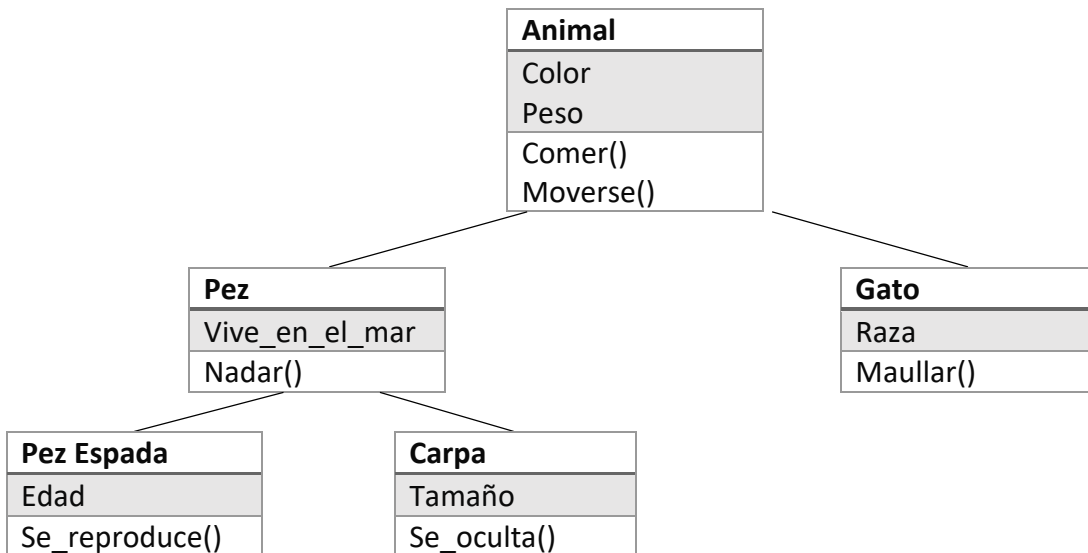 Animal
Color
Peso
Comer()
Moverse()
Pez
Vive_en_el_mar
Nadar()
Gato
Raza
Maullar()
Pez Espada
Edad
Se_reproduce()
Carpa
Tamaño
Se_oculta()